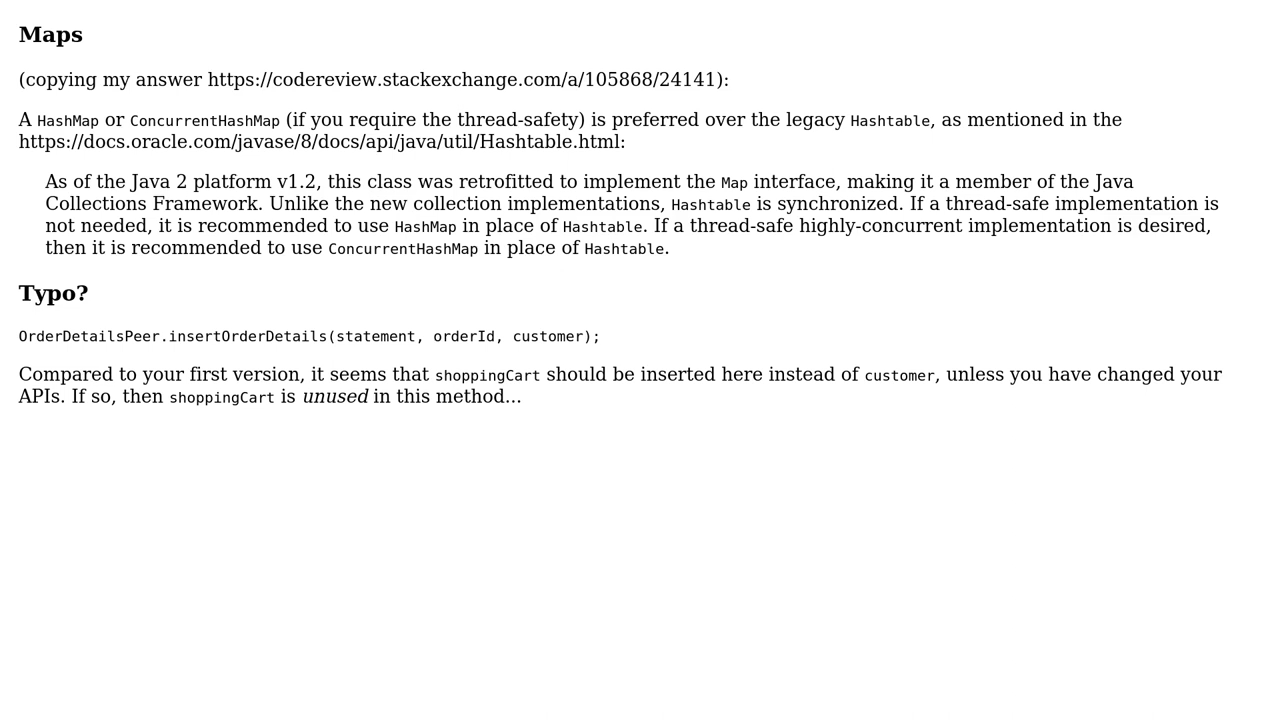 Maps
(copying my answer https://codereview.stackexchange.com/a/105868/24141):
A HashMap or ConcurrentHashMap (if you require the thread-safety) is preferred over the legacy Hashtable, as mentioned in the
https://docs.oracle.com/javase/8/docs/api/java/util/Hashtable.html:
As of the Java 2 platform v1.2, this class was retrofitted to implement the Map interface, making it a member of the Java
Collections Framework. Unlike the new collection implementations, Hashtable is synchronized. If a thread-safe implementation is
not needed, it is recommended to use HashMap in place of Hashtable. If a thread-safe highly-concurrent implementation is desired,
then it is recommended to use ConcurrentHashMap in place of Hashtable.
Typo?
OrderDetailsPeer.insertOrderDetails(statement, orderId, customer);
Compared to your first version, it seems that shoppingCart should be inserted here instead of customer, unless you have changed your
APIs. If so, then shoppingCart is unused in this method...